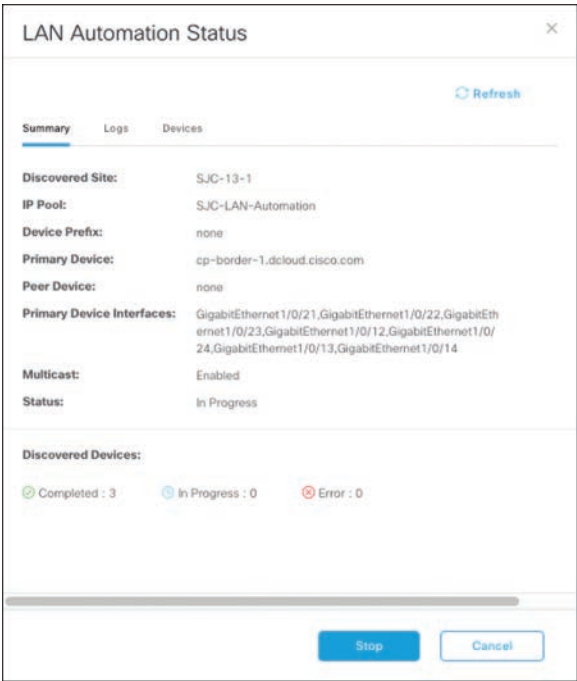 LAN Automation Status
Refresh
Summary Logs Devices
Discovered Site: SJC-13-1
IP Pool: SJC-LAN-Automation
Device Prefix: none
Primary Device: cp-border-1.dcloud.cisco.com
Peer Device: none
Primary Device Interfaces: GigabitEthernet1/0/21,GigabitEthernet1/0/22,GigabitEth
ernet1/0/23,GigabitEthernet1/0/12,GigabitEthernet1/0/
24,GigabitEthernet1/0/13,GigabitEthernet1/0/14
Multicast: Enabled
Status: In Progress
Discovered Devices:
Completed : 3 In Progress : 0 Error : 0
Stop Cancel